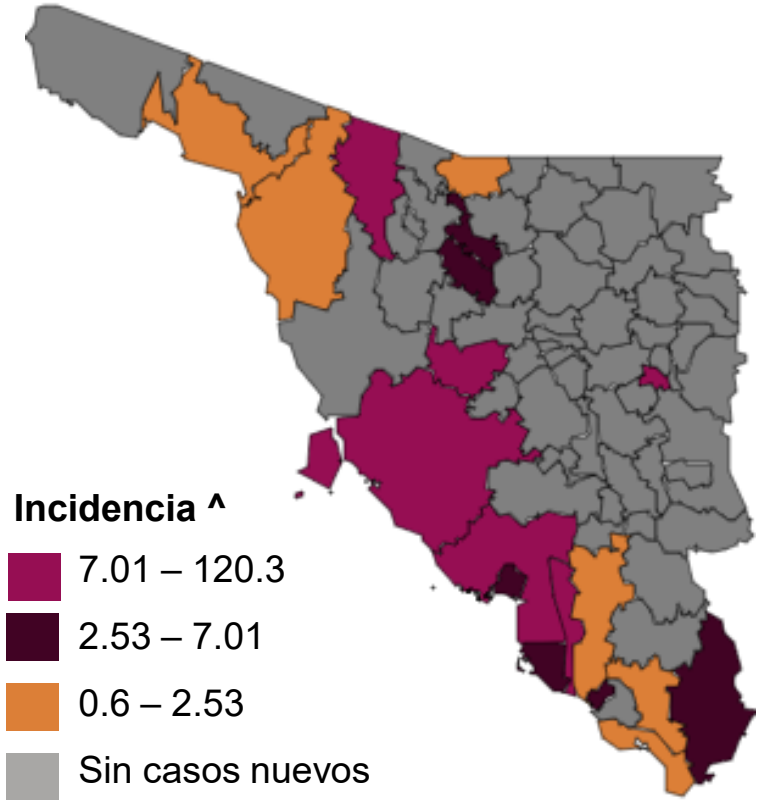 Incidencia ^
7.01 – 120.3
2.53 – 7.01
0.6 – 2.53
Sin casos nuevos